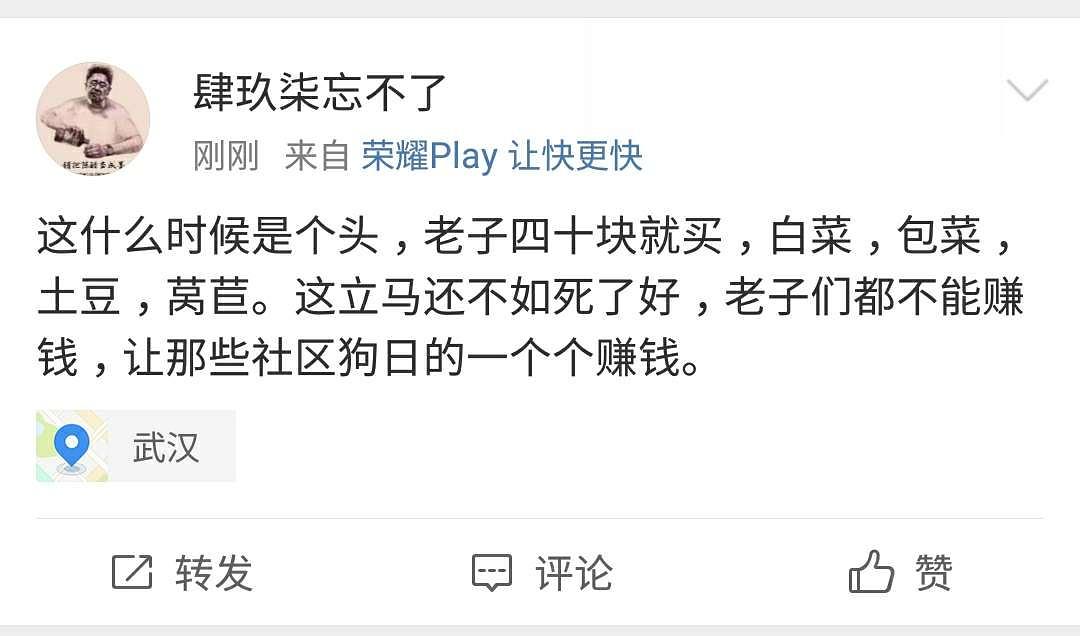 肆玖柒忘不了
刚刚 来自 荣耀Play 让快更快
这什么时候是个头，老子四十块就买，白菜，包菜，
土豆，莴苣。这立马还不如死了好，老子们都不能赚
钱，让那些社区狗日的一个个赚钱。
武汉
转发 评论 赞